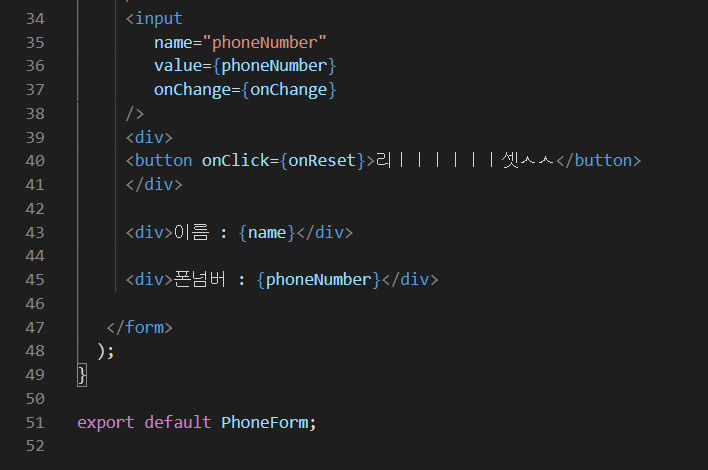 34 <input
35 name="phoneNumber"
36 value={phoneNumber}
37 onChange={onChange}
38 />
39 <div>
40 <button onClick={onReset}>리ㅣㅣㅣㅣㅣㅣ셋ㅅㅅ</button>
41 </div>
42
43 <div>이름 : {name}</div>
44
45 <div>폰넘버 : {phoneNumber}</div>
46
47 </form>
48 );
49 }
50
51 export default PhoneForm;
52